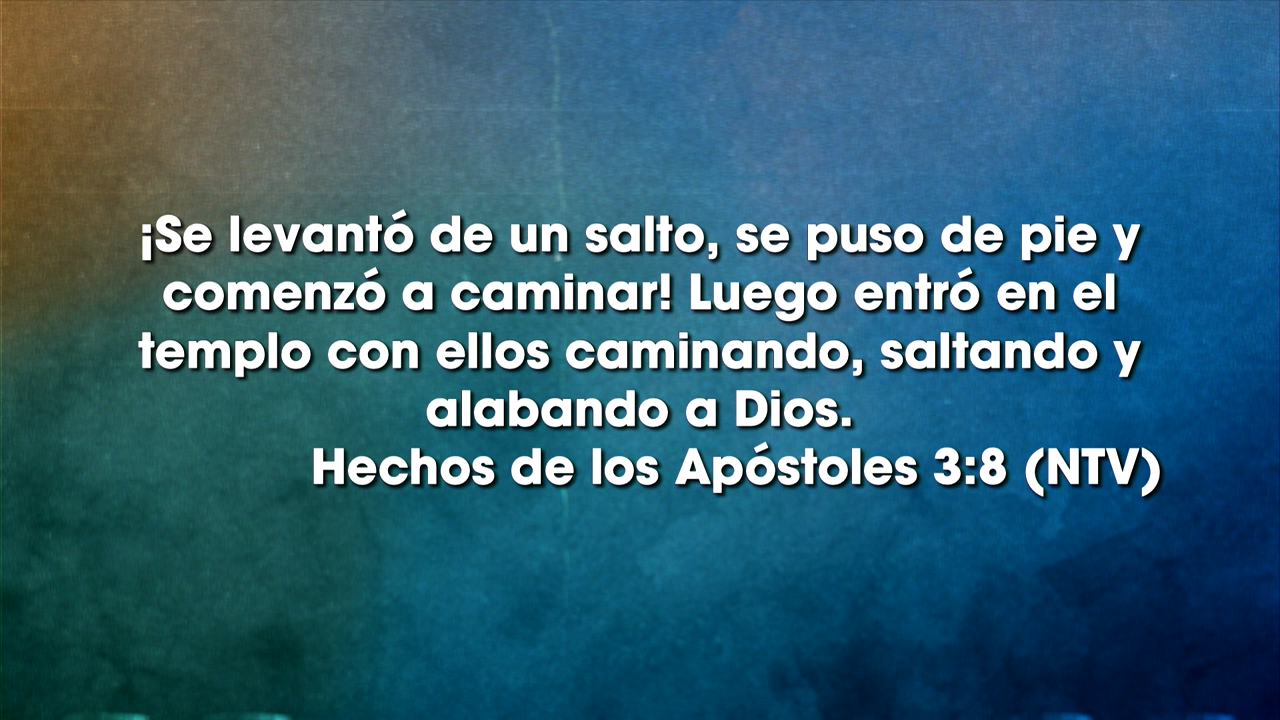 ¡Se levantó de un salto, se puso de pie y
comenzó a caminar! Luego entró en el
templo con ellos caminando, saltando y
alabando a Dios.
Hechos de los Apóstoles 3:8 (NTV)